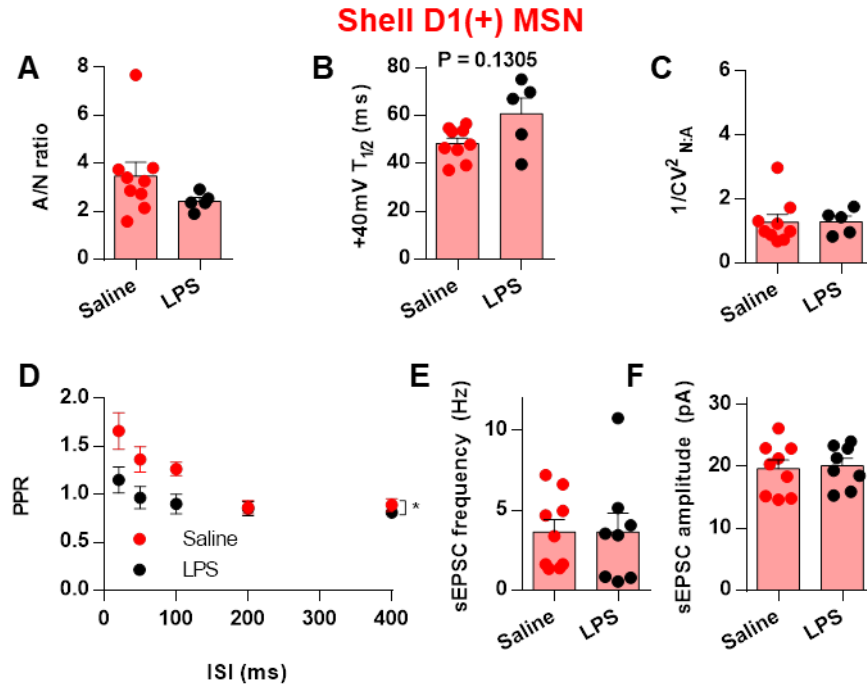 Shell D1(+) MSN
A
A/N ratio
8
6
4
2
0
Saline
LPS
B
P = 0.1305
+40mV T1/2 (ms)
80
60
40
20
0
Saline
LPS
C
1/CV2 N:A
6
4
2
0
Saline
LPS
D
PPR
2.0
1.5
1.0
0.5
0.0
*
Saline
LPS
0 100 200 300 400
ISI (ms)
E
sEPSC frequency (Hz)
10
5
0
Saline
LPS
F
sEPSC amplitude (pA)
30
20
10
0
Saline
LPS